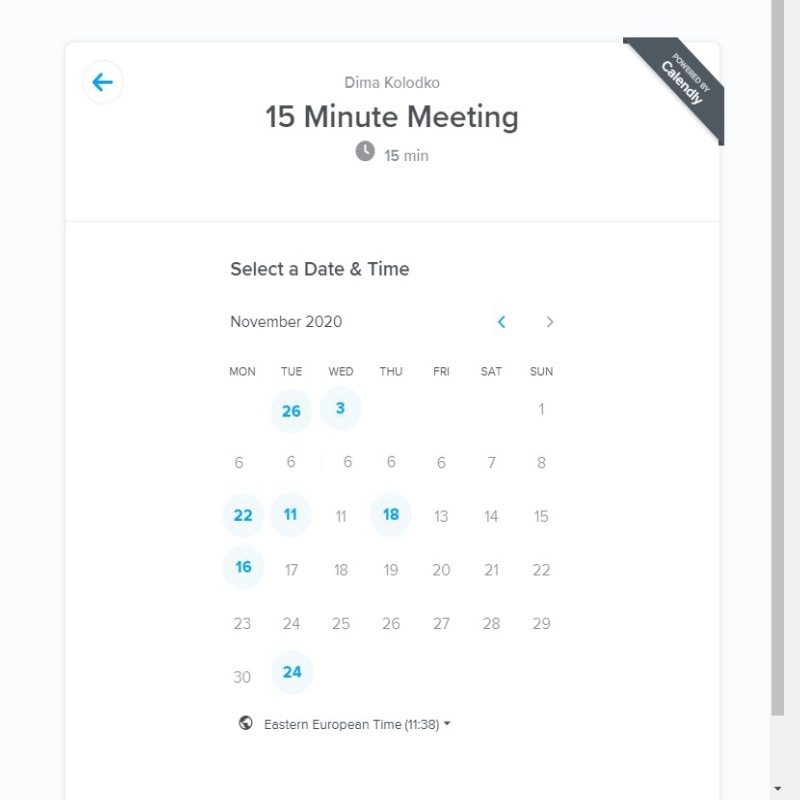 POWERED BY
Calendly
Dima Kolodko
15 Minute Meeting
15 min
Select a Date & Time
November 2020
MON TUE WED THU FRI SAT SUN
26 3 1
6 6 6 6 6 7 8
22 11 11 18 13 14 15
16 17 18 19 20 21 22
23 24 25 26 27 28 29
30 24
Eastern European Time (11:38)